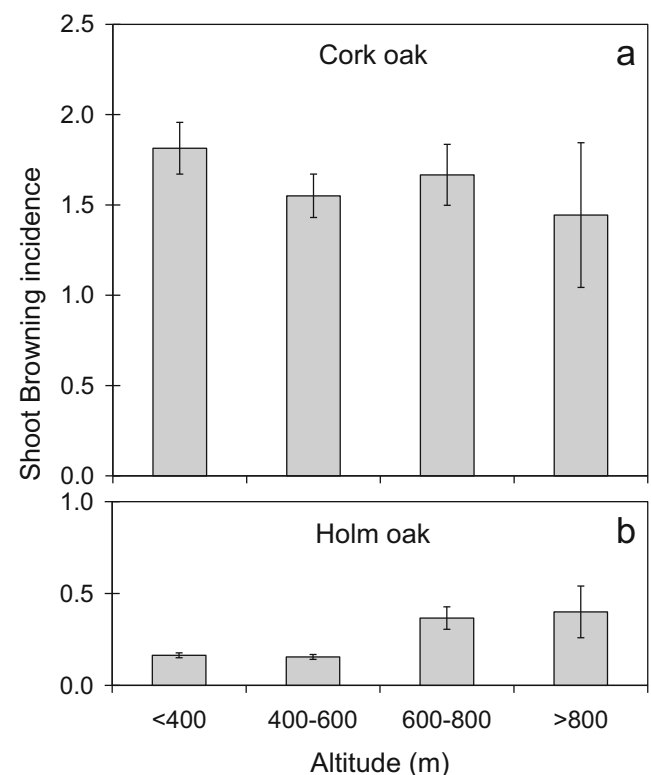 2.5
Cork oak
a
2.0
1.5
1.0
0.5
0.0
Shoot Browning incidence
1.0
Holm oak
b
0.5
0.0
<400 400-600 600-800 >800
Altitude (m)